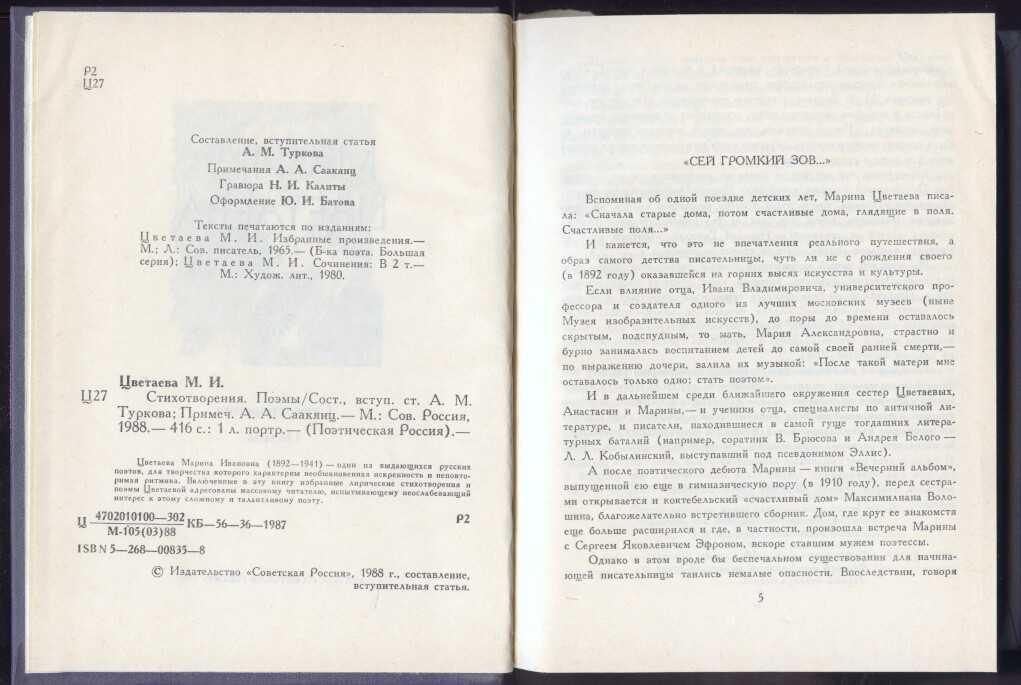 Р2
Ц27
Составление, вступительная статья
А. М. Туркова
Примечания А. А. Саакянц
Гравюра Н. И. Калиты
Оформление Ю. И. Батова
Тексты печатаются по изданиям:
Цветаева М. И. Избранные произведения.—
М.; Л.: Сов. писатель, 1965.— (Б-ка поэта. Большая
серия); Цветаева М. И. Сочинения: В 2 т.—
М.: Худож. лит., 1980.
Цветаева М. И.
Ц27 Стихотворения. Поэмы/Сост., вступ. ст. А. М.
Туркова; Примеч. А. А. Саакянц.— М.: Сов. Россия,
1988.— 416 с.: 1 л. портр.— (Поэтическая Россия).—
Цветаева Марина Ивановна (1892—1941) — один из выдающихся русских
поэтов, для творчества которого характерны необыкновенная искренность и неповто-
римая ритмика. Включенные в эту книгу избранные лирические стихотворения и
поэмы Цветаевой адресованы массовому читателю, испытывающему неослабевающий
интерес к этому сложному и талантливому поэту.
Ц 4702010100—302 КБ—56—36—1987 Р2
М-105(03)88
ISBN 5—268—00835—8
© Издательство «Советская Россия», 1988 г., составление,
вступительная статья.
«СЕЙ ГРОМКИЙ ЗОВ...»
Вспоминая об одной поездке детских лет, Марина Цветаева писа-
ла: «Сначала старые дома, потом счастливые дома, глядящие в поля.
Счастливые поля...»
И кажется, что это не впечатления реального путешествия, а
образ самого детства писательницы, чуть ли не с рождения своего
(в 1892 году) оказавшейся на горних высях искусства и культуры.
Если влияние отца, Ивана Владимировича, университетского про-
фессора и создателя одного из лучших московских музеев (ныне
Музея изобразительных искусств), до поры до времени оставалось
скрытым, подспудным, то мать, Мария Александровна, страстно и
бурно занималась воспитанием детей до самой своей ранней смерти,—
по выражению дочери, залила их музыкой: «После такой матери мне
оставалось только одно: стать поэтом».
И в дальнейшем среди ближайшего окружения сестер Цветаевых,
Анастасии и Марины,— и ученики отца, специалисты по античной ли-
тературе, и писатели, находившиеся в самой гуще тогдашних литера-
турных баталий (например, соратник В. Брюсова и Андрея Белого —
Л. Л. Кобылинский, выступавший под псевдонимом Эллис).
А после поэтического дебюта Марины — книги «Вечерний альбом»,
выпущенной ею еще в гимназическую пору (в 1910 году), перед сестра-
ми открывается и коктебельский «счастливый дом» Максимилиана Воло-
шина, благожелательно встретившего сборник. Дом, где круг ее знакомств
еще больше расширился и где, в частности, произошла встреча Марины
с Сергеем Яковлевичем Эфроном, вскоре ставшим мужем поэтессы.
Однако в этом вроде бы беспечальном существовании для начина-
ющей писательницы таились немалые опасности. Впоследствии, говоря
5